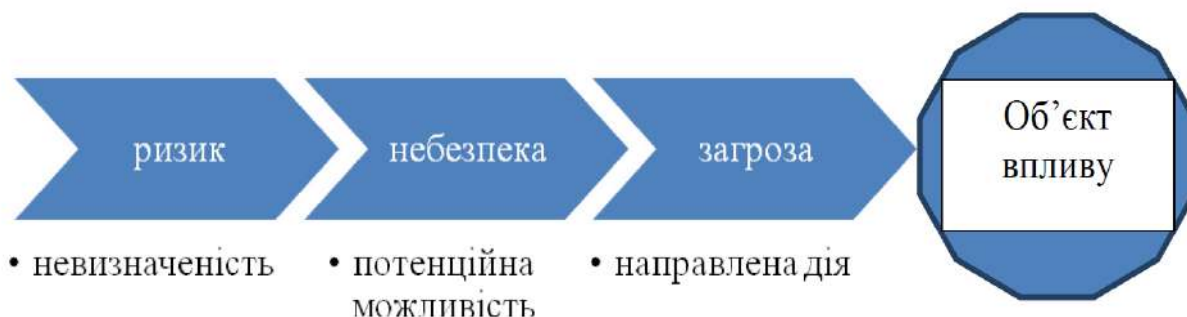 ризик
небезпека
загроза
Об’єкт
впливу
• невизначеність
• потенційна
можливість
• направлена дія